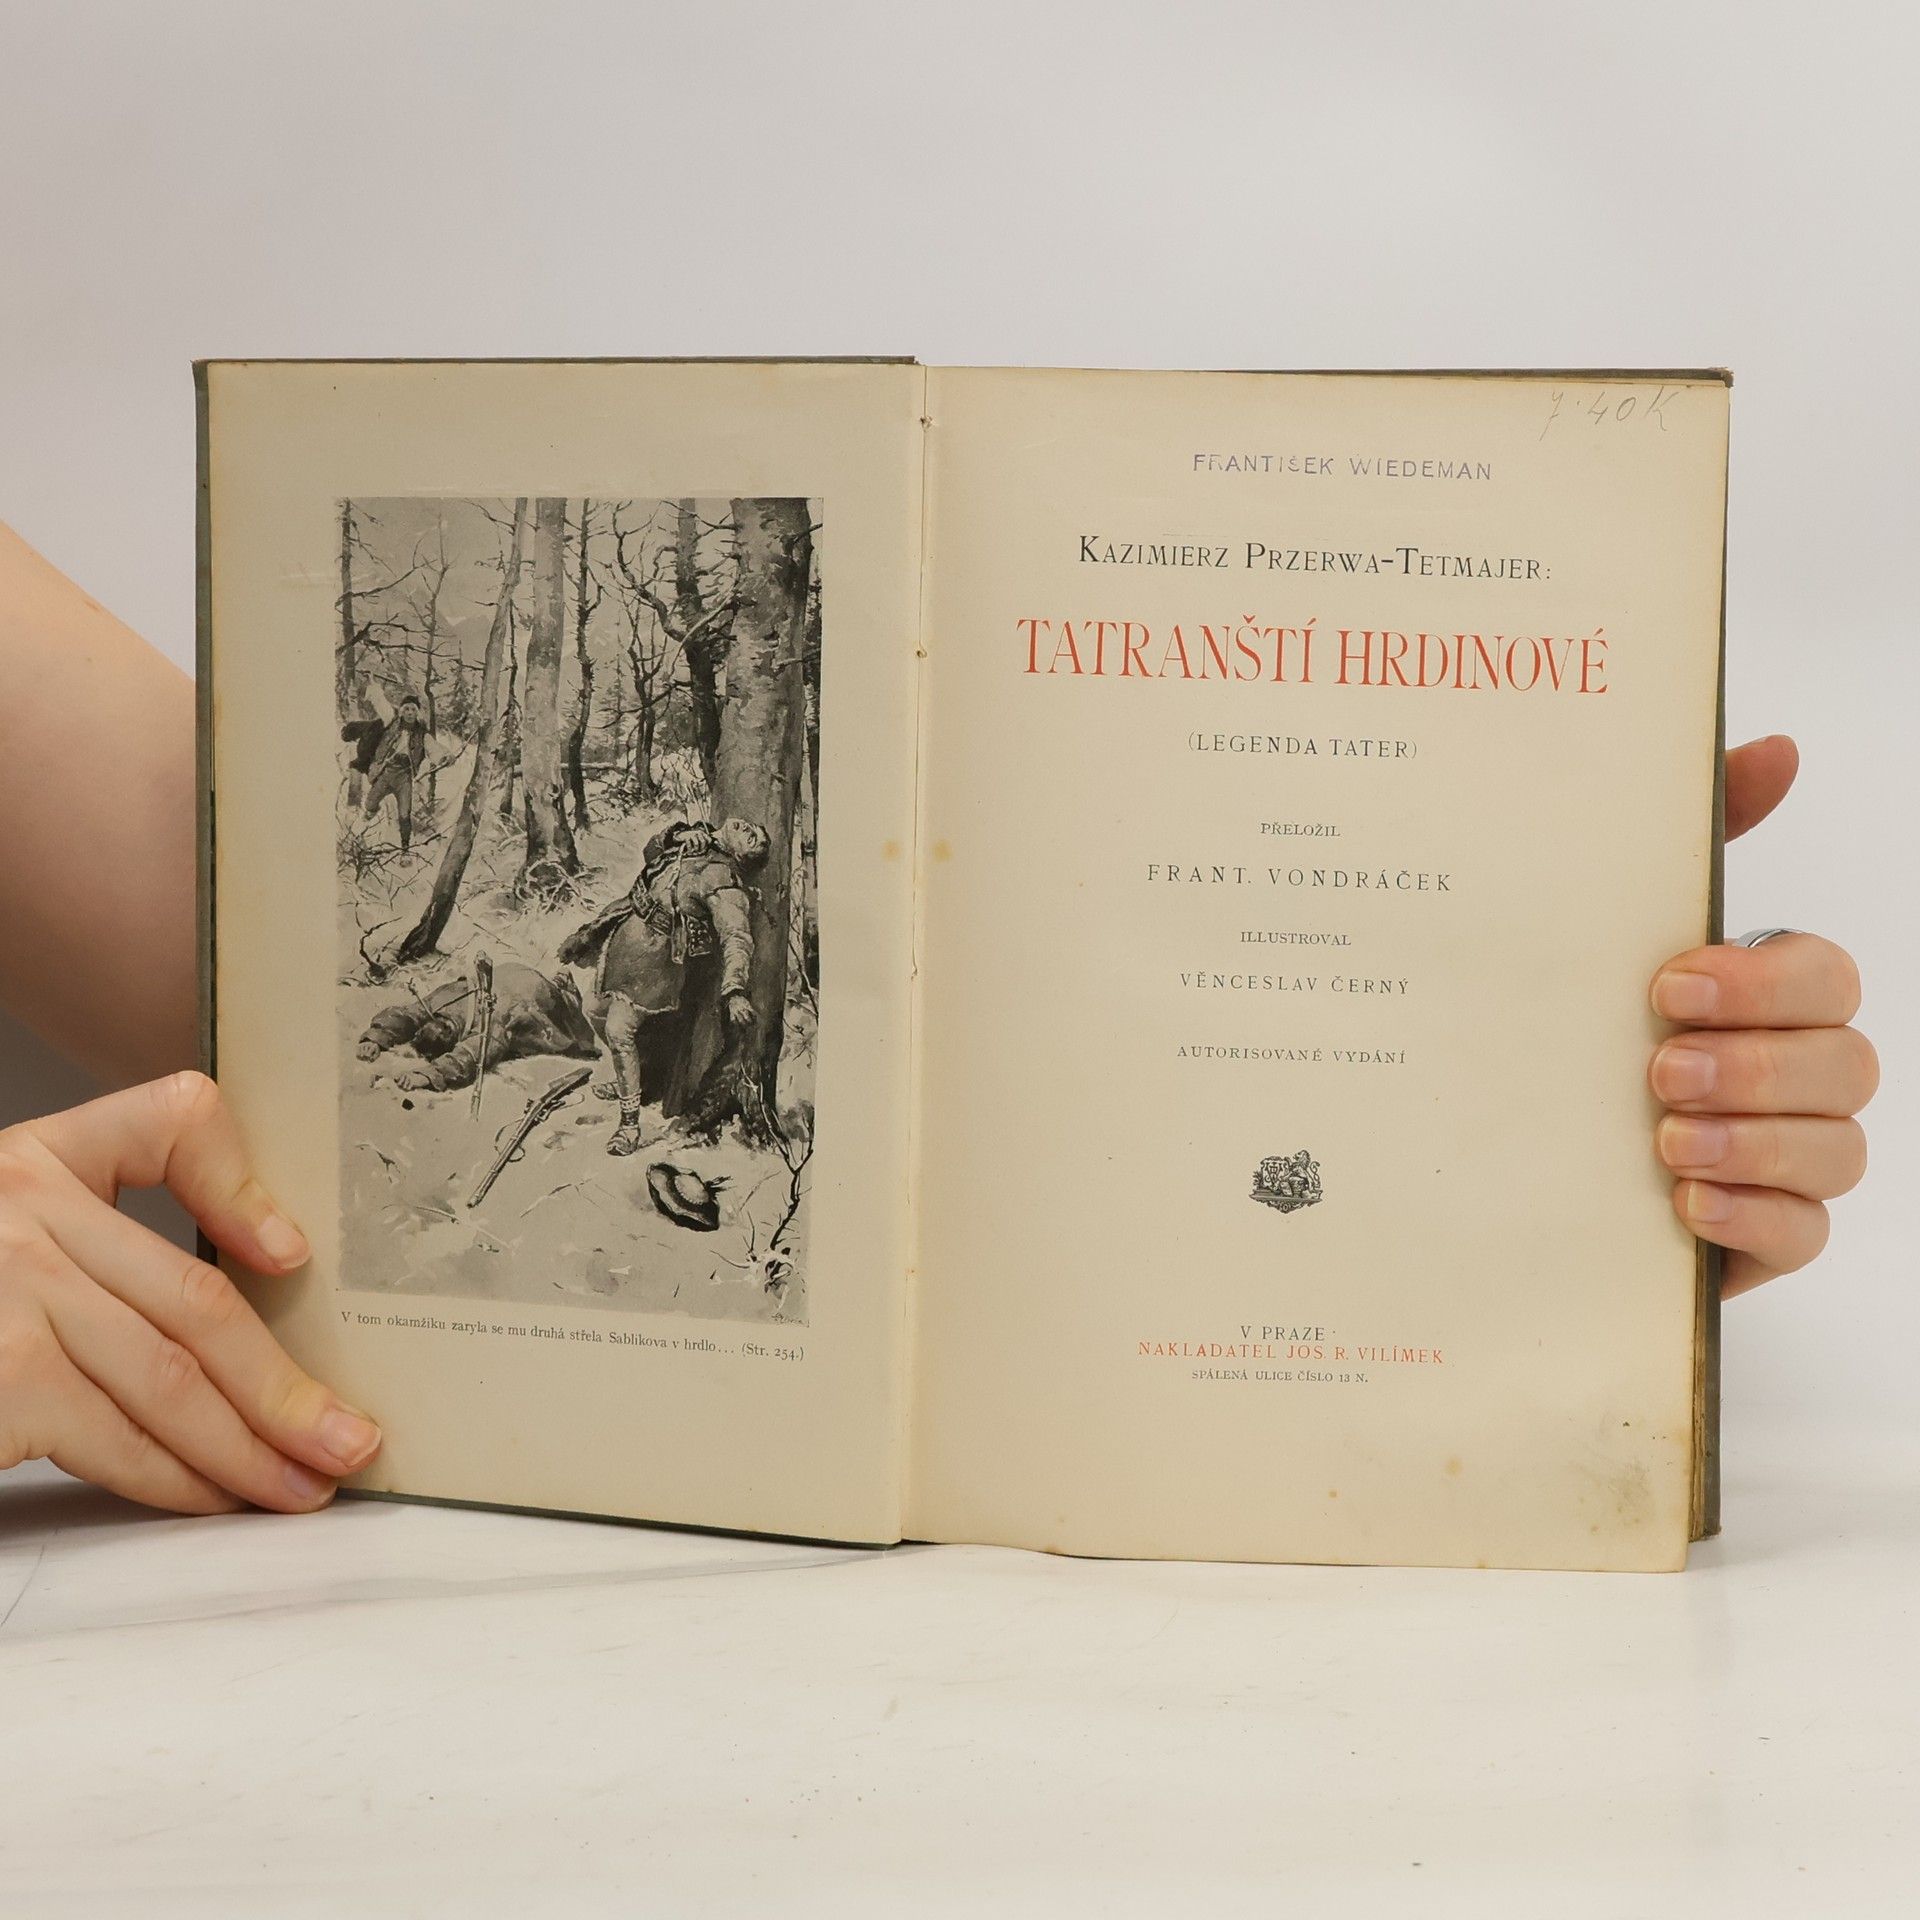 V tom okamžiku zaryla se mu druhá střela Sablikova v hrdlo... (Str. 254.)
7·40K
FRANTIŠEK WIEDEMAN
KAZIMIERZ PRZERWA-TETMAJER:
TATRANŠTÍ HRDINOVÉ
(LEGENDA TATER)
PŘELOŽIL
FRANT. VONDRÁČEK
ILLUSTROVAL
VĚNCESLAV ČERNÝ
AUTORISOVANÉ VYDÁNÍ
V PRAZE
NAKLADATEL JOS. R. VILÍMEK
SPÁLENÁ ULICE ČÍSLO 13 N.